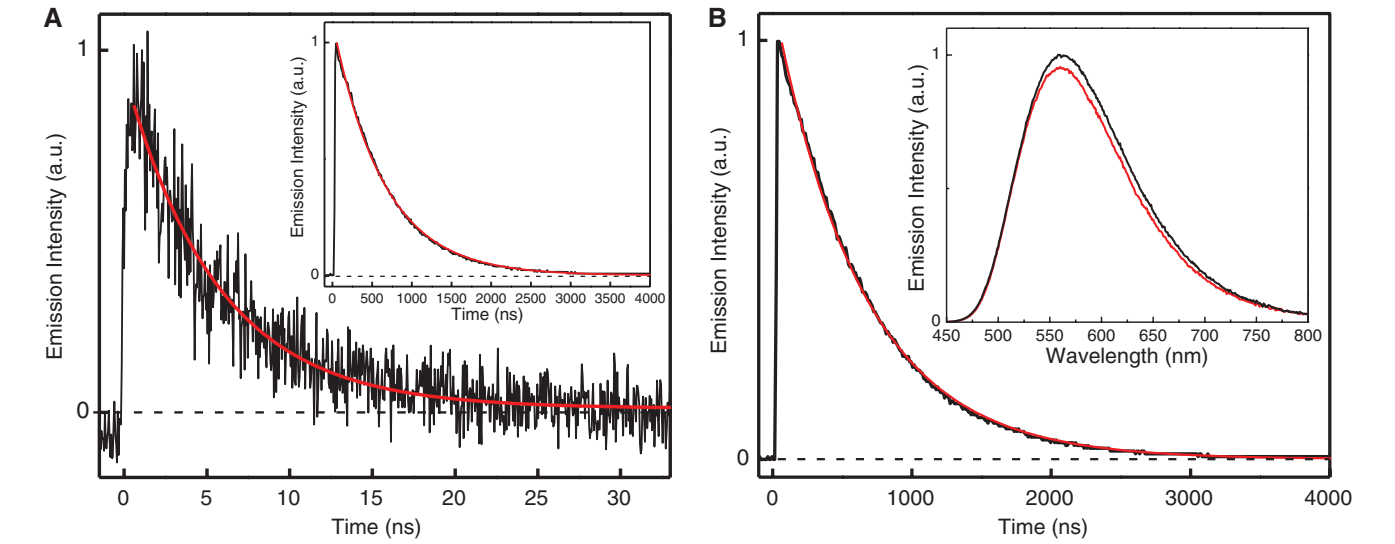 A
Emission Intensity (a.u.)
1
0
0 5 10 15 20 25 30
Time (ns)
Emission Intensity (a.u.)
1
0
0 500 1000 1500 2000 2500 3000 3500 4000
Time (ns)
B
Emission Intensity (a.u.)
1
0
0 1000 2000 3000 4000
Time (ns)
Emission Intensity (a.u.)
1
0
450 500 550 600 650 700 750 800
Wavelength (nm)